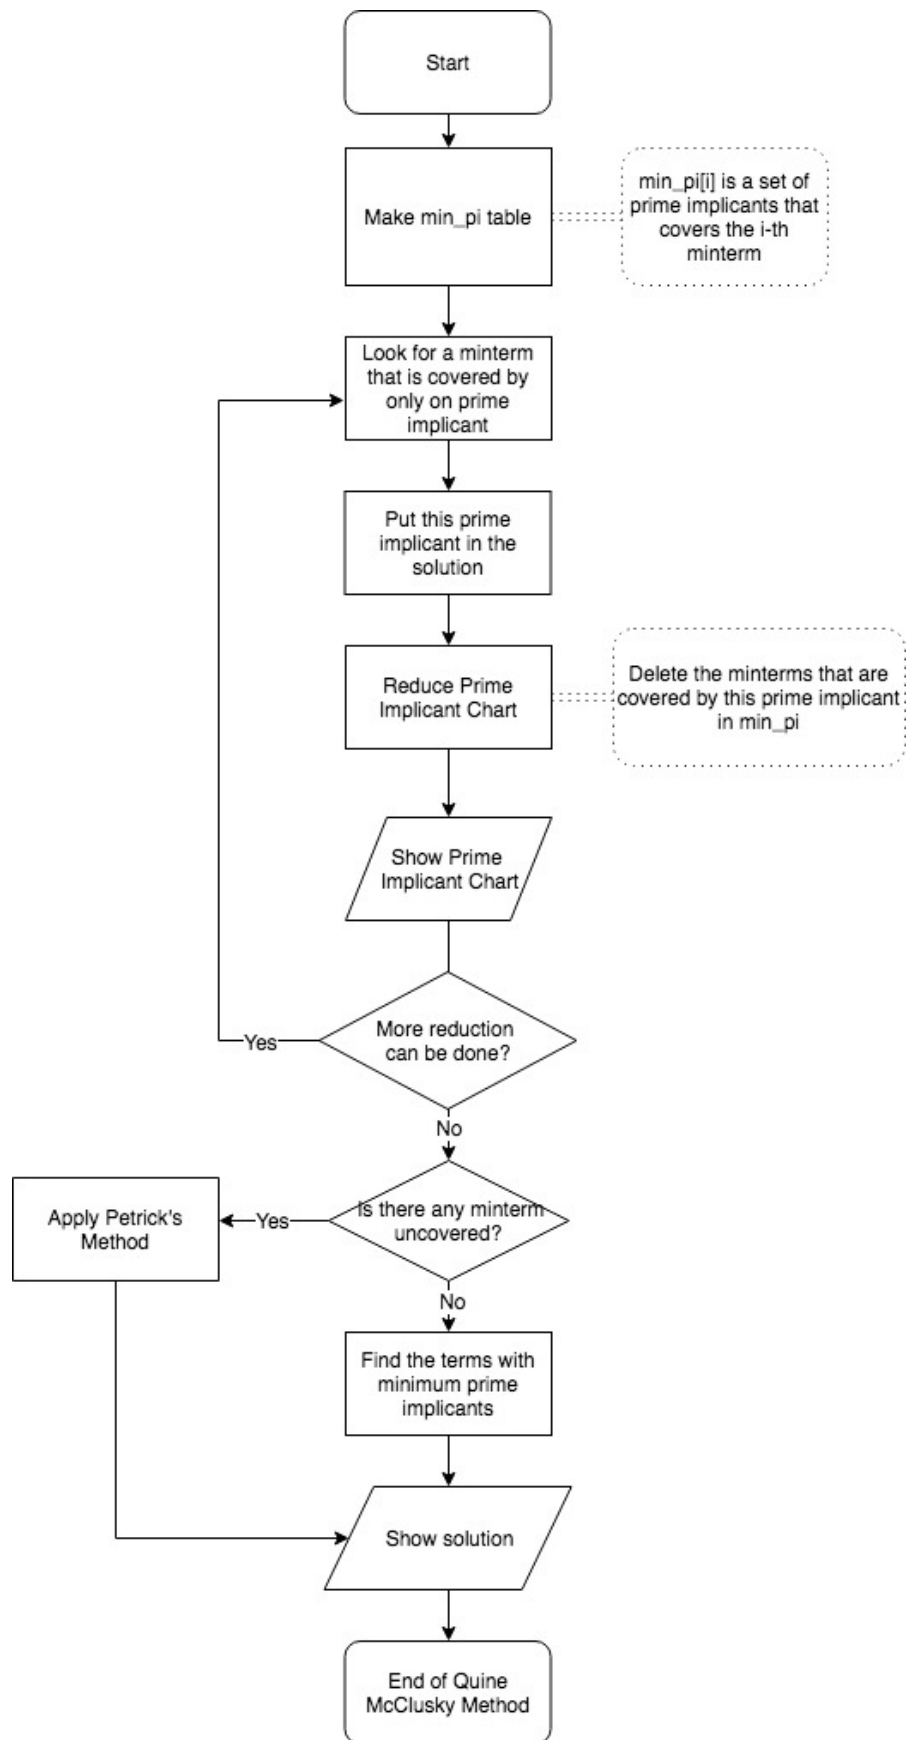 Start
Make min_pi table
min_pi[i] is a set of
prime implicants that
covers the i-th
minterm
Look for a minterm
that is covered by
only on prime
implicant
Put this prime
implicant in the
solution
Reduce Prime
Implicant Chart
Delete the minterms that are
covered by this prime implicant
in min_pi
Show Prime
Implicant Chart
More reduction
can be done?
Yes
No
Is there any minterm
uncovered?
Yes
Apply Petrick's
Method
No
Find the terms with
minimum prime
implicants
Show solution
End of Quine
McClusky Method